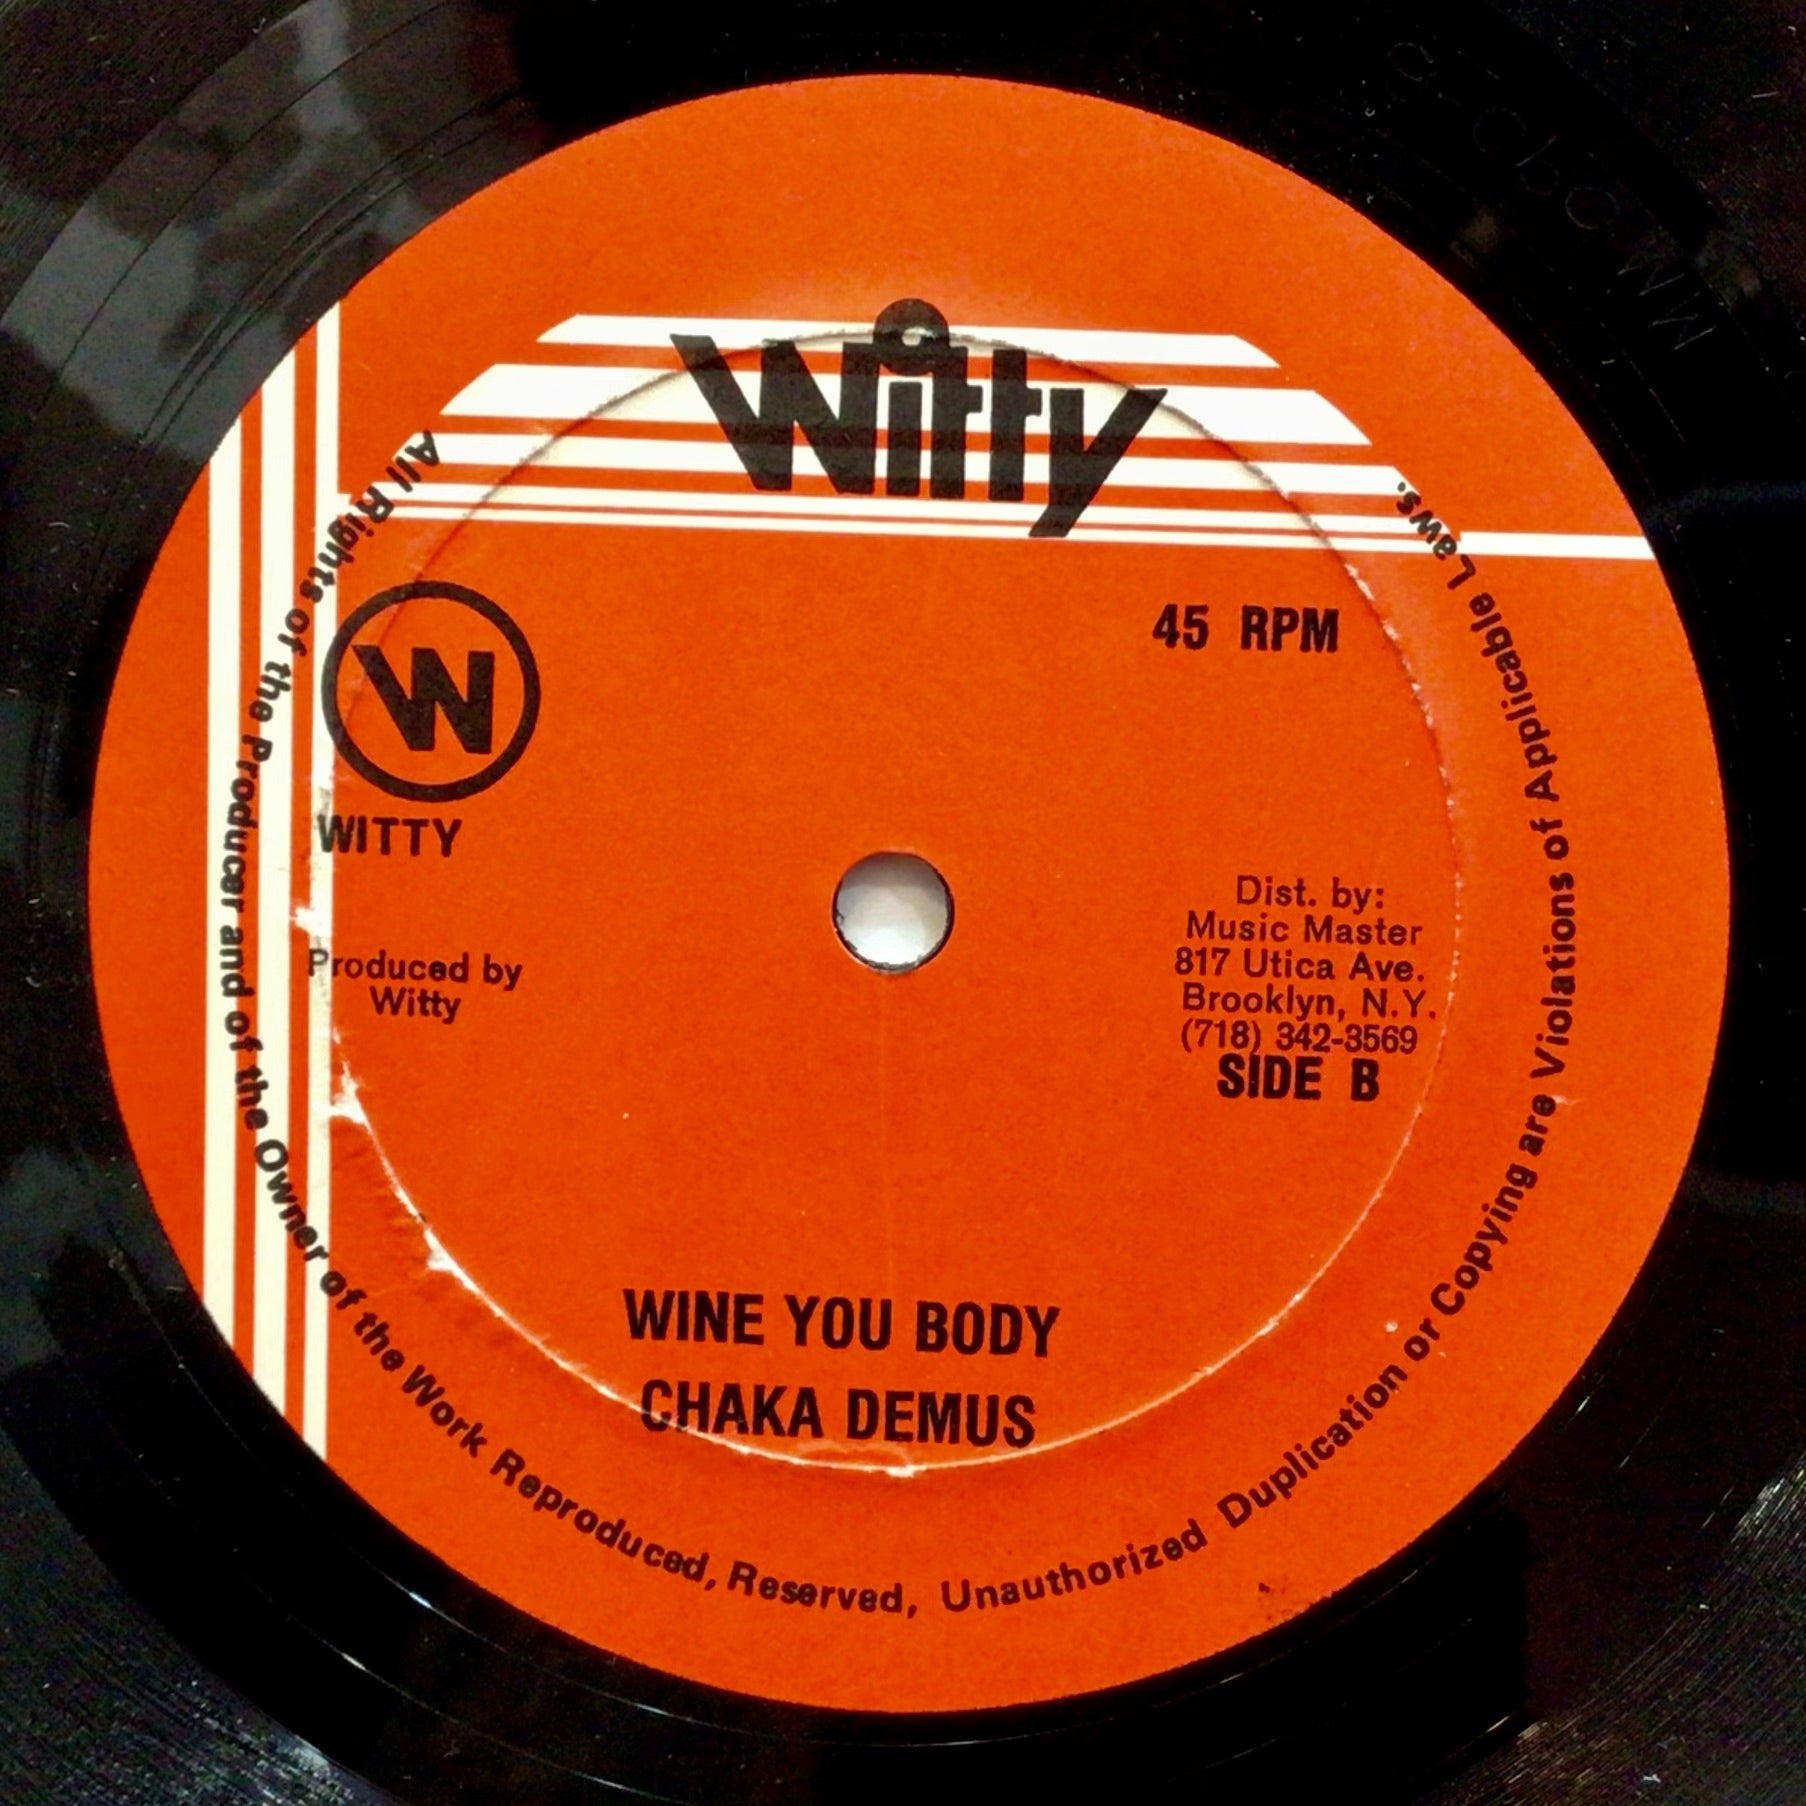 Witty
W
WITTY
45 RPM
Produced by
Witty
Dist. by:
Music Master
817 Utica Ave.
Brooklyn, N.Y.
(718) 342-3569
SIDE B
WINE YOU BODY
CHAKA DEMUS
All Rights of the Producer and of the Owner of the Work Reproduced, Reserved, Unauthorized Duplication or Copying are Violations of Applicable Laws.